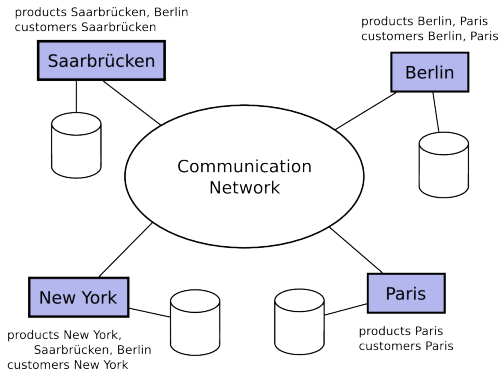 products Saarbrücken, Berlin
customers Saarbrücken
Saarbrücken
products Berlin, Paris
customers Berlin, Paris
Berlin
Communication
Network
New York
products New York,
Saarbrücken, Berlin
customers New York
Paris
products Paris
customers Paris